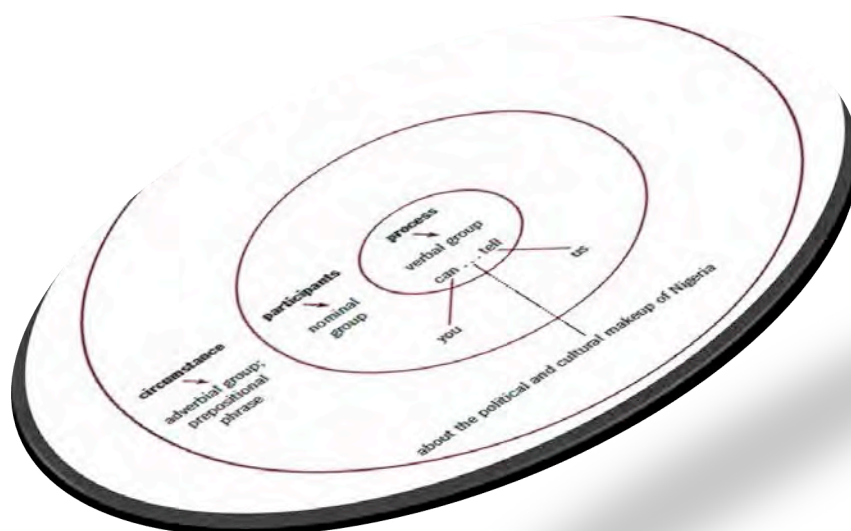 process
verbal group
can ... tell
us
you
participants
nominal
group
circumstance
adverbial group;
prepositional
phrase
about the political and cultural makeup of Nigeria